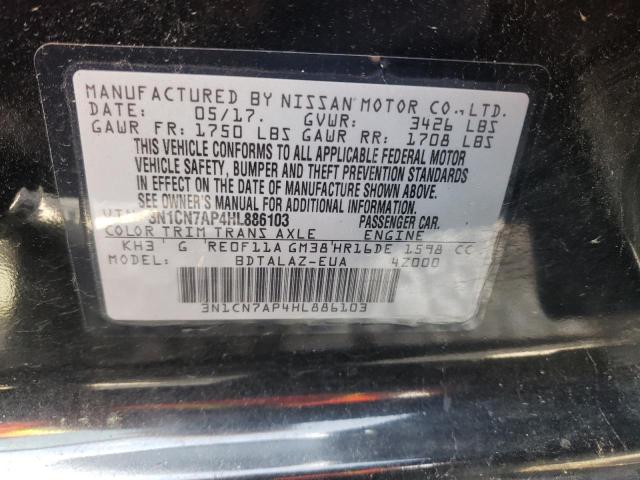 MANUFACTURED BY NISSAN MOTOR CO., LTD.
DATE: 05/17. GVWR: 3426 LBS
GAWR FR: 1750 LBS GAWR RR: 1708 LBS
THIS VEHICLE CONFORMS TO ALL APPLICABLE FEDERAL MOTOR
VEHICLE SAFETY, BUMPER AND THEFT PREVENTION STANDARDS
IN EFFECT ON THE DATE OF MANUFACTURE SHOWN ABOVE.
SEE OWNER'S MANUAL FOR ADDITIONAL INFORMATION.
VIN: 3N1CN7AP4HL886103 PASSENGER CAR.
COLOR TRIM TRANS AXLE ENGINE
KH3 G RE0F11A GM38 HR16DE 1598 CC
MODEL: BDTALAZ-EUA 4Z000
3N1CN7AP4HL886103